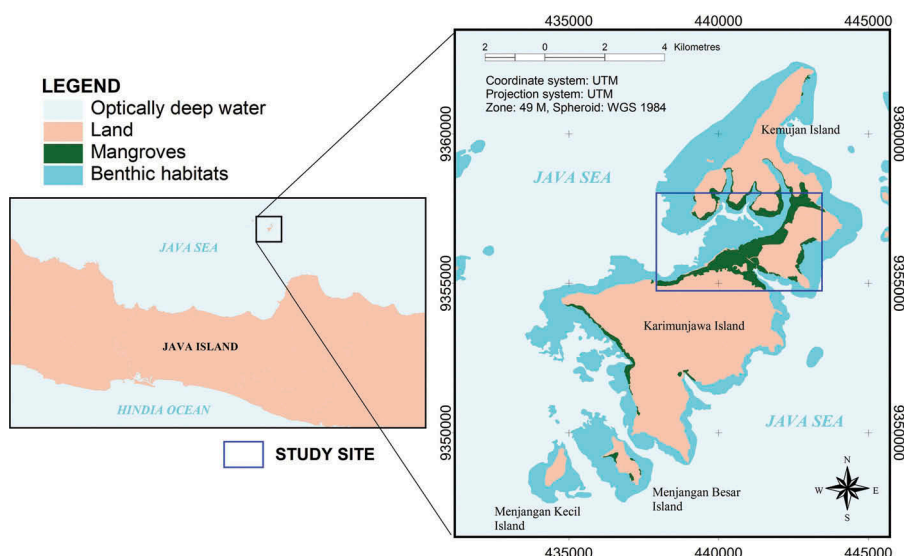 LEGEND
Optically deep water
Land
Mangroves
Benthic habitats
JAVA SEA
JAVA ISLAND
HINDIA OCEAN
STUDY SITE
435000 440000 445000
2 0 2 4 Kilometres
Coordinate system: UTM
Projection system: UTM
Zone: 49 M, Spheroid: WGS 1984
9360000 9360000
Kemujan Island
JAVA SEA
9355000 9355000
Karimunjawa Island
9350000 9350000
JAVA SEA
Menjangan Besar
Island
Menjangan Kecil
Island
N
W E
S
435000 440000 445000